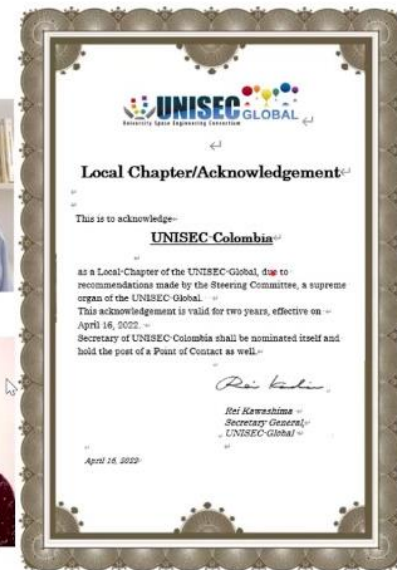 UNISEC GLOBAL
University Space Engineering Consortium
Local Chapter/Acknowledgement
This is to acknowledge
UNISEC-Colombia
as a Local-Chapter of the UNISEC-Global, due to
recommendations made by the Steering Committee, a supreme
organ of the UNISEC-Global.
This acknowledgement is valid for two years, effective on
April 16, 2022.
Secretary of UNISEC-Colombia shall be nominated itself and
hold the post of a Point of Contact as well.
Rei Kawashima
Secretary General,
UNISEC-Global
April 16, 2022